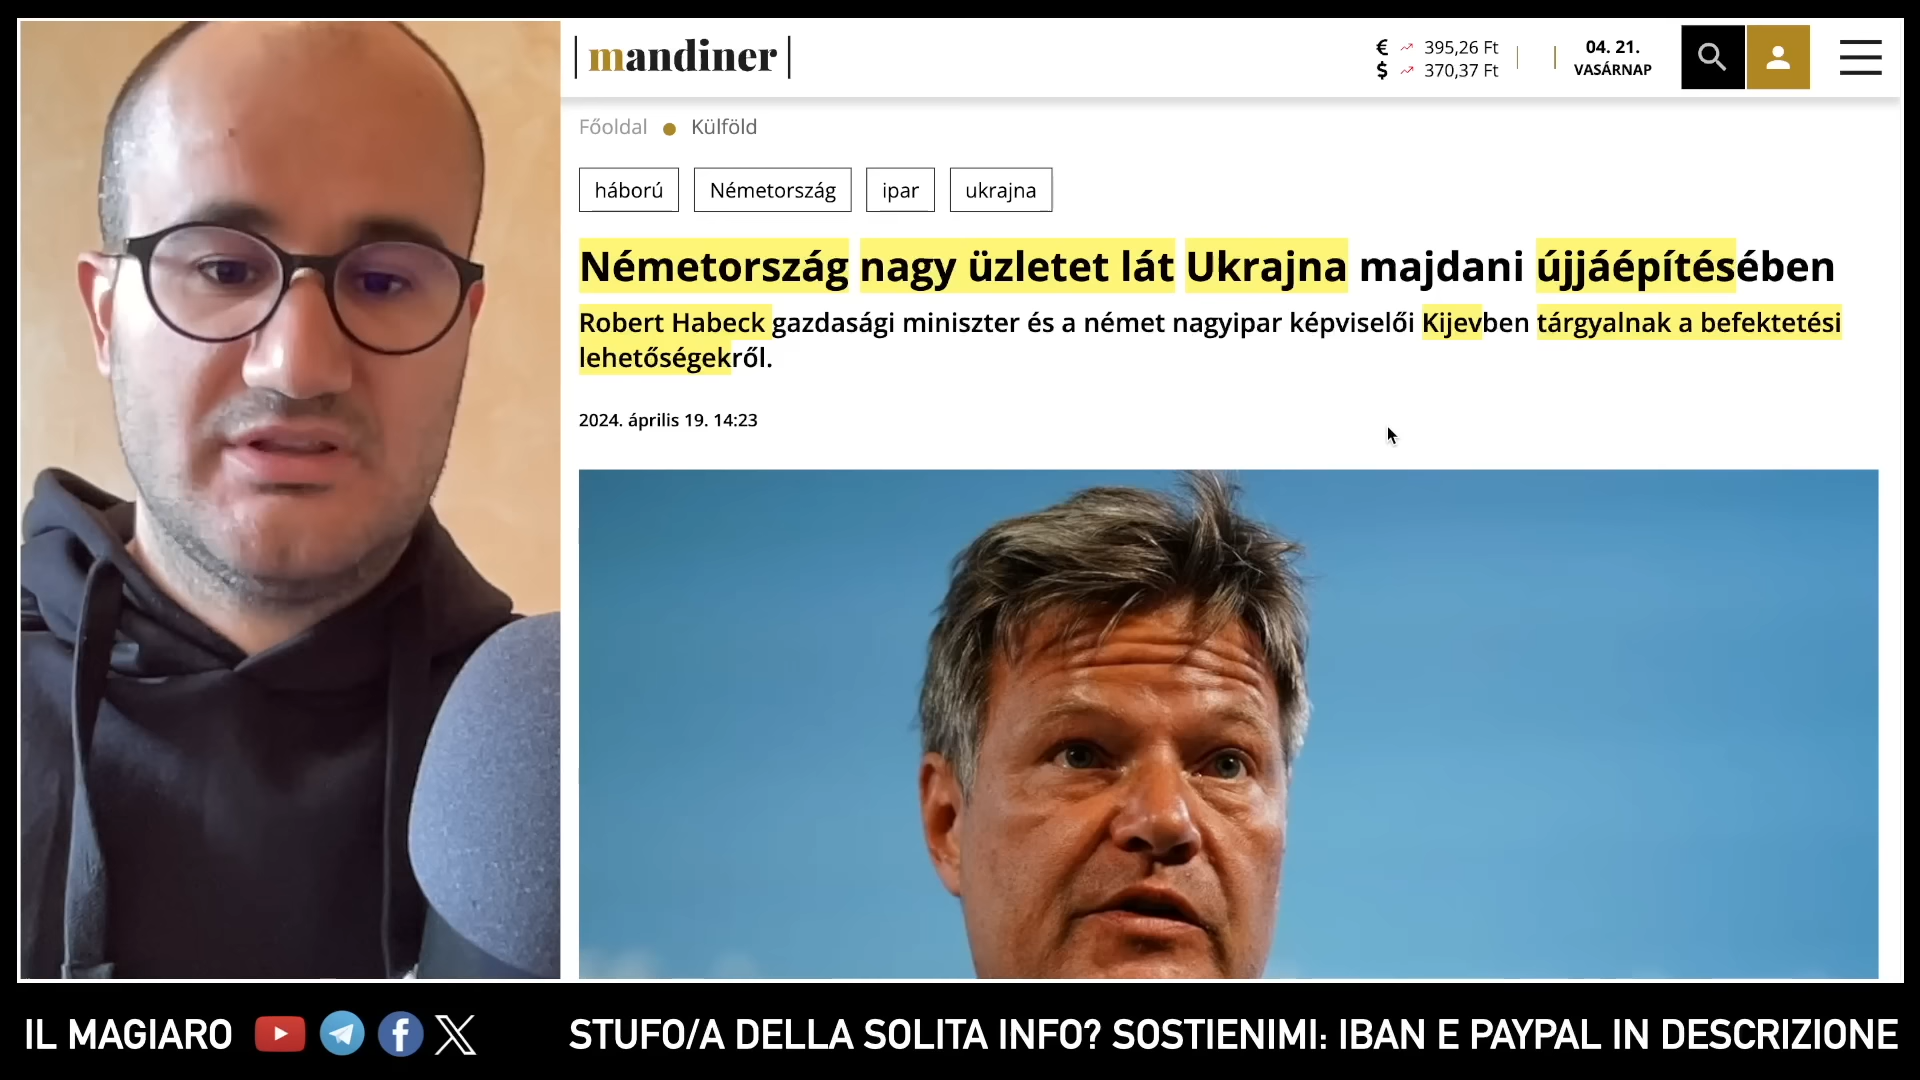 mandiner
€ 395,26 Ft
$ 370,37 Ft
04. 21.
VASÁRNAP
Főoldal ● Külföld
háború Németország ipar ukrajna
Németország nagy üzletet lát Ukrajna majdani újjáépítésében
Robert Habeck gazdasági miniszter és a német nagyipar képviselői Kijevben tárgyalnak a befektetési
lehetőségekről.
2024. április 19. 14:23
IL MAGIARO
STUFO/A DELLA SOLITA INFO? SOSTIENIMI: IBAN E PAYPAL IN DESCRIZIONE